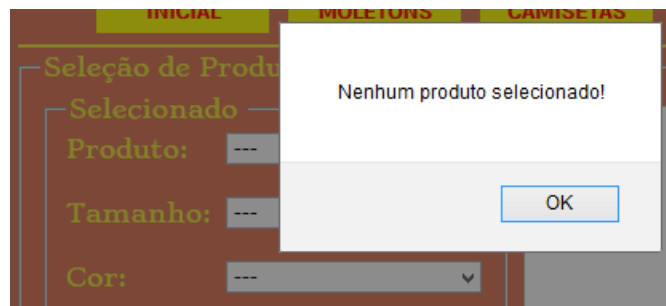 INICIAL MOLETONS CAMISETAS
Seleção de Produ
Nenhum produto selecionado!
Selecionado
Produto: ---
Tamanho: ---
OK
Cor: ---